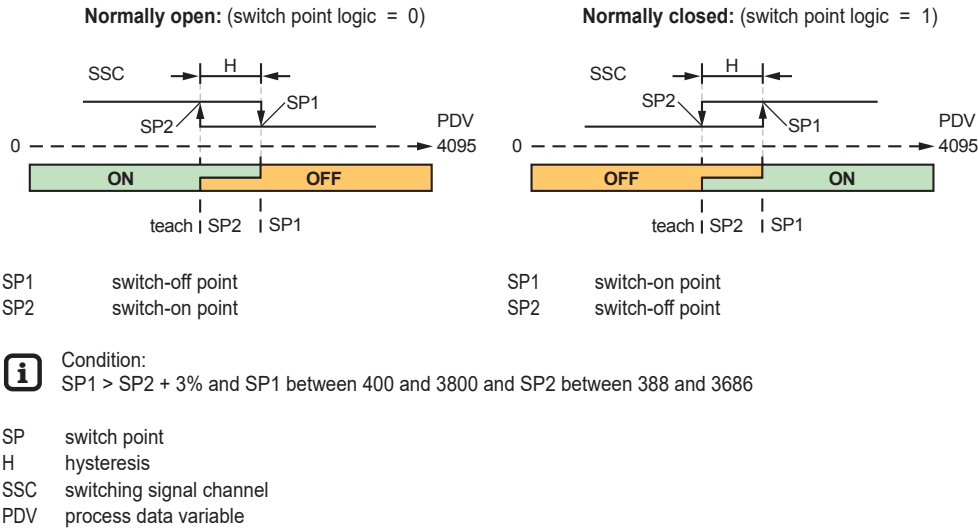 Normally open: (switch point logic = 0)
SSC
H
SP1
SP2
PDV
0
4095
ON
OFF
teach SP2 SP1
SP1 switch-off point
SP2 switch-on point
Normally closed: (switch point logic = 1)
SSC
H
SP2
SP1
PDV
0
4095
OFF
ON
teach SP2 SP1
SP1 switch-on point
SP2 switch-off point
i
Condition:
SP1 > SP2 + 3% and SP1 between 400 and 3800 and SP2 between 388 and 3686
SP switch point
H hysteresis
SSC switching signal channel
PDV process data variable